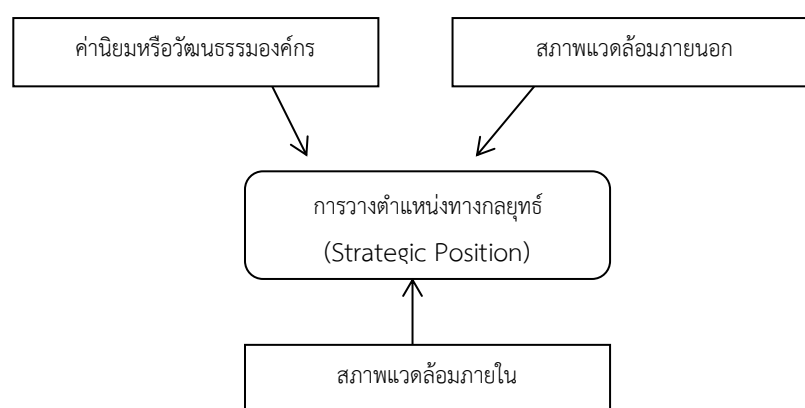 ค่านิยมหรือวัฒนธรรมองค์กร
สภาพแวดล้อมภายนอก
การวางตำแหน่งทางกลยุทธ์
(Strategic Position)
สภาพแวดล้อมภายใน